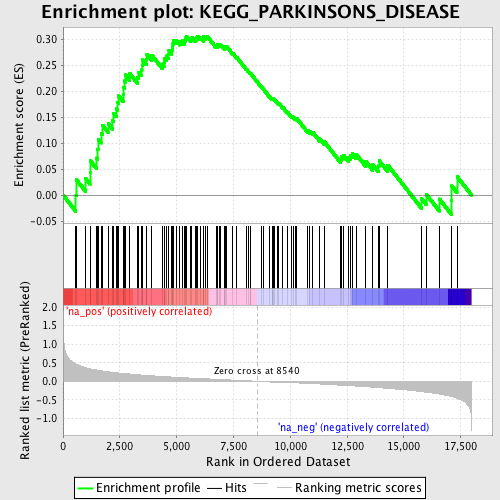 Enrichment plot: KEGG_PARKINSONS_DISEASE
Enrichment score (ES)
0.30
0.25
0.20
0.15
0.10
0.05
0.00
-0.05
'na_pos' (positively correlated)
Ranked list metric (PreRanked)
2.0
1.5
1.0
0.5
0.0
-0.5
-1.0
Zero cross at 8540
'na_neg' (negatively correlated)
0 2,500 5,000 7,500 10,000 12,500 15,000 17,500
Rank in Ordered Dataset
Enrichment profile Hits Ranking metric scores